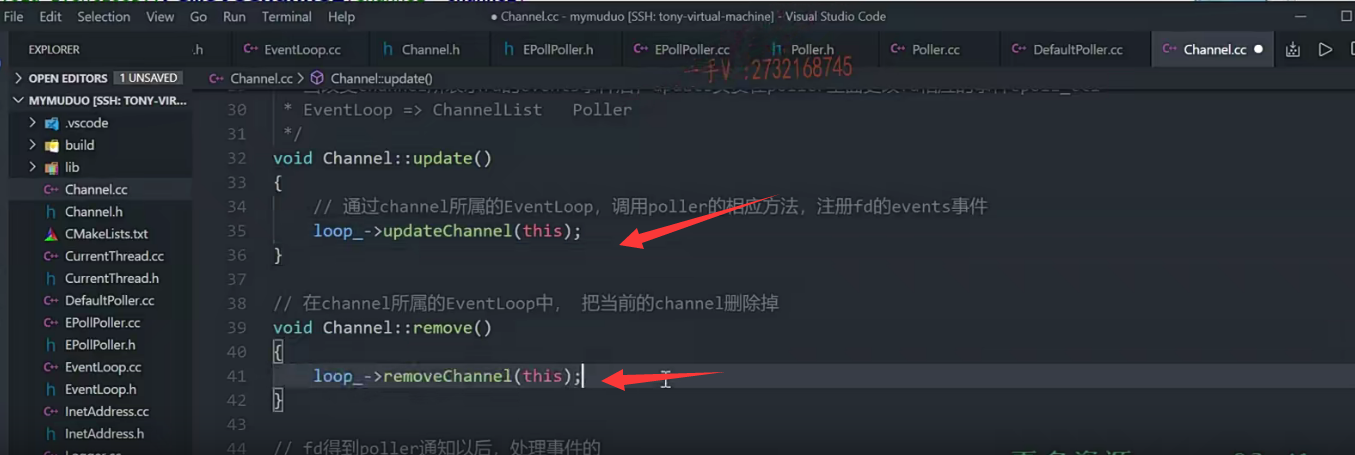 File Edit Selection View Go Run Terminal Help
● Channel.cc - mymuduo [SSH: tony-virtual-machine] - Visual Studio Code
EXPLORER
.h EventLoop.cc Channel.h EPollPoller.h EPollPoller.cc Poller.h Poller.cc DefaultPoller.cc Channel.cc ●
二手V :2732168745
OPEN EDITORS 1 UNSAVED
Channel.cc > Channel::update()
MYMUDUO [SSH: TONY-VIR...
.vscode
build
lib
Channel.cc
Channel.h
CMakeLists.txt
CurrentThread.cc
CurrentThread.h
DefaultPoller.cc
EPollPoller.cc
EPollPoller.h
EventLoop.cc
EventLoop.h
InetAddress.cc
InetAddress.h
30 * EventLoop => ChannelList Poller
31 */
32 void Channel::update()
33 {
34 // 通过channel所属的EventLoop，调用poller的相应方法，注册fd的events事件
35 loop_->updateChannel(this);
36 }
37
38 // 在channel所属的EventLoop中， 把当前的channel删除掉
39 void Channel::remove()
40 {
41 loop_->removeChannel(this);
42 }
43
44 // fd得到poller通知以后，处理事件的